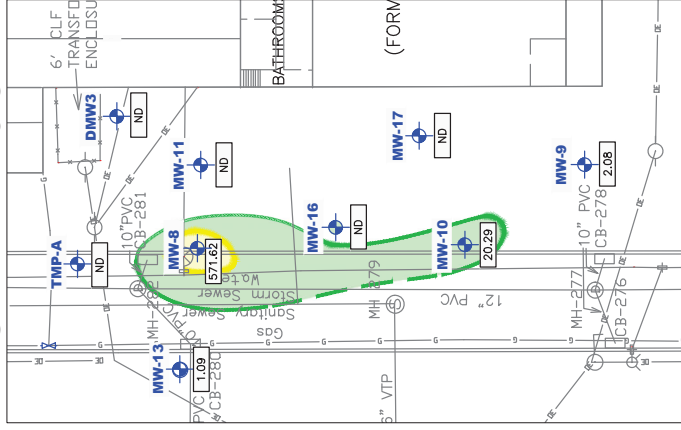 6' CLF
TRANSFO
ENCLOSU
BATHROOM
(FORM
DMW3
ND
MW-11
ND
MW-17
ND
MW-9
2.08
TMP-A
ND
10"PVC
CB-281
MW-8
571.62
MW-16
ND
MW-10
20.29
10" PVC
CB-278
MH-277
CB-276
Water
Storm Sewer
Sanitary Sewer
Gas
MH 279
12" PVC
MW-13
1.09
CB-280
PVC
6" VTP